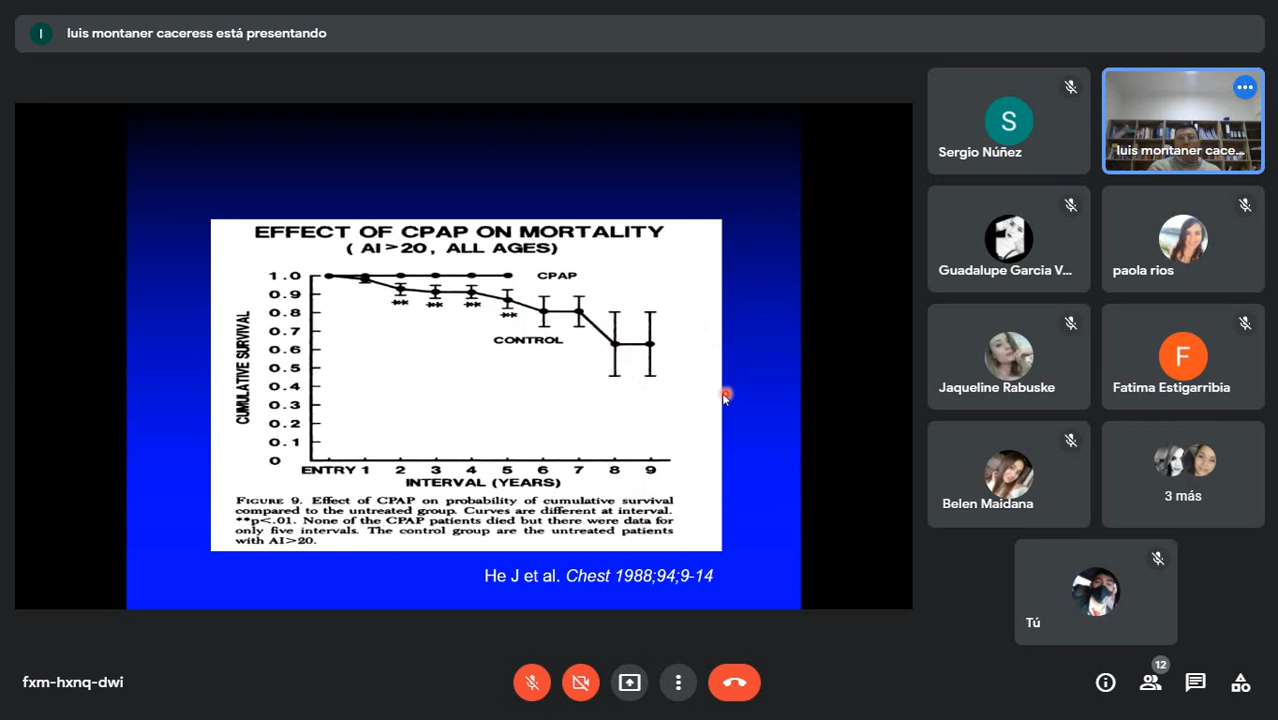 luis montaner caceress está presentando
I
EFFECT OF CPAP ON MORTALITY
( AI>20, ALL AGES)
1.0
0.9
0.8
0.7
0.6
0.5
0.4
0.3
0.2
0.1
0
CUMULATIVE SURVIVAL
CPAP
** ** ** **
CONTROL
ENTRY 1 2 3 4 5 6 7 8 9
INTERVAL (YEARS)
FIGURE 9. Effect of CPAP on probability of cumulative survival
compared to the untreated group. Curves are different at interval.
**p<.01. None of the CPAP patients died but there were data for
only five intervals. The control group are the untreated patients
with AI>20.
He J et al. Chest 1988;94;9-14
S
Sergio Núñez
luis montaner cace...
Guadalupe Garcia V...
paola rios
Jaqueline Rabuske
F
Fatima Estigarribia
Belen Maidana
3 más
Tú
fxm-hxnq-dwi
12